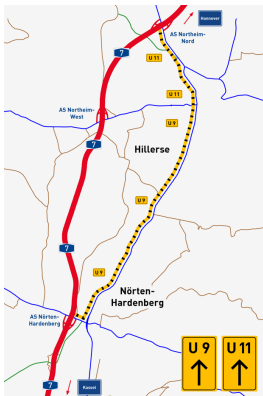 Hannover
AS Northeim-
Nord
7
U 11
U 11
AS Northeim-
West
U 9
7
Hillerse
U 9
7
U 9
Nörten-
Hardenberg
AS Nörten-
Hardenberg
U 9
U 11
7
Kassel